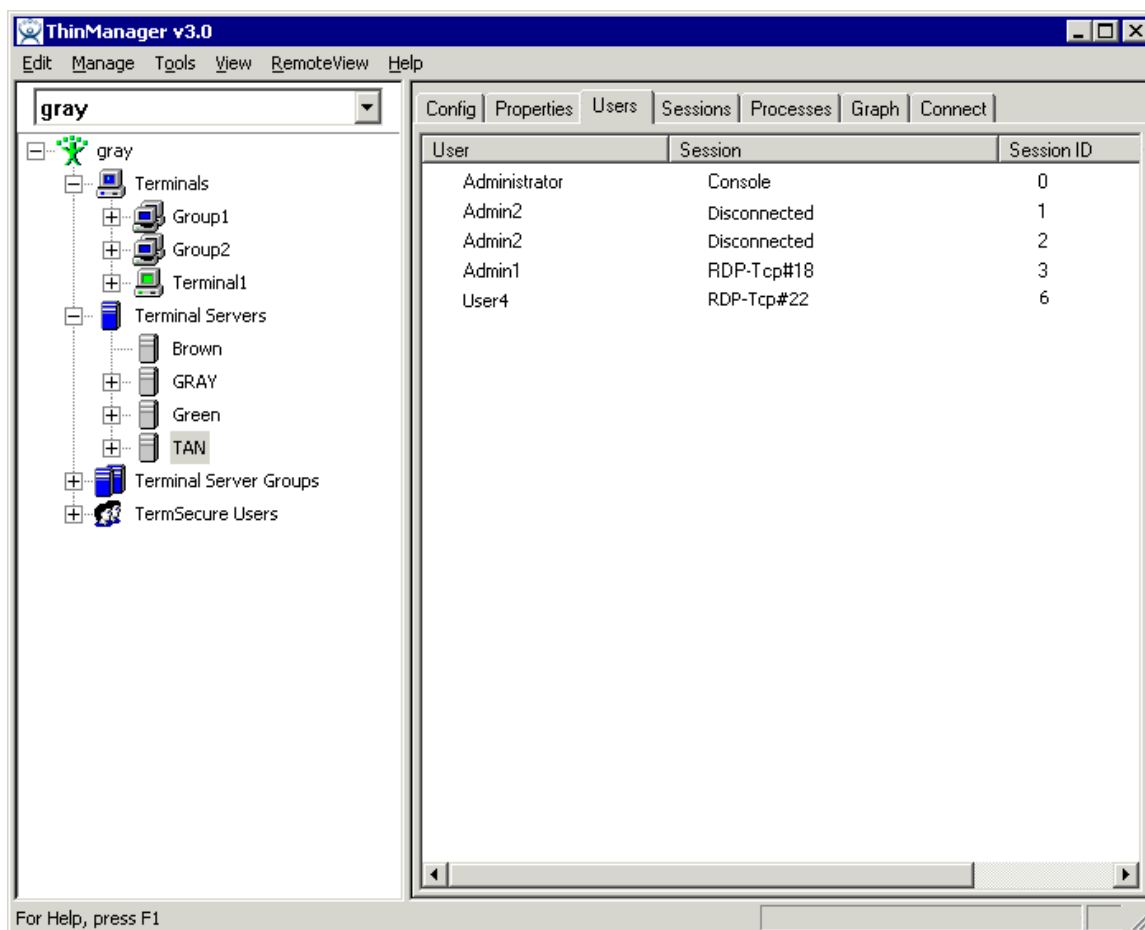 ThinManager v3.0
Edit Manage Tools View RemoteView Help
gray
gray
Terminals
Group1
Group2
Terminal1
Terminal Servers
Brown
GRAY
Green
TAN
Terminal Server Groups
TermSecure Users
Config Properties Users Sessions Processes Graph Connect
User Session Session ID
Administrator Console 0
Admin2 Disconnected 1
Admin2 Disconnected 2
Admin1 RDP-Tcp#18 3
User4 RDP-Tcp#22 6
For Help, press F1